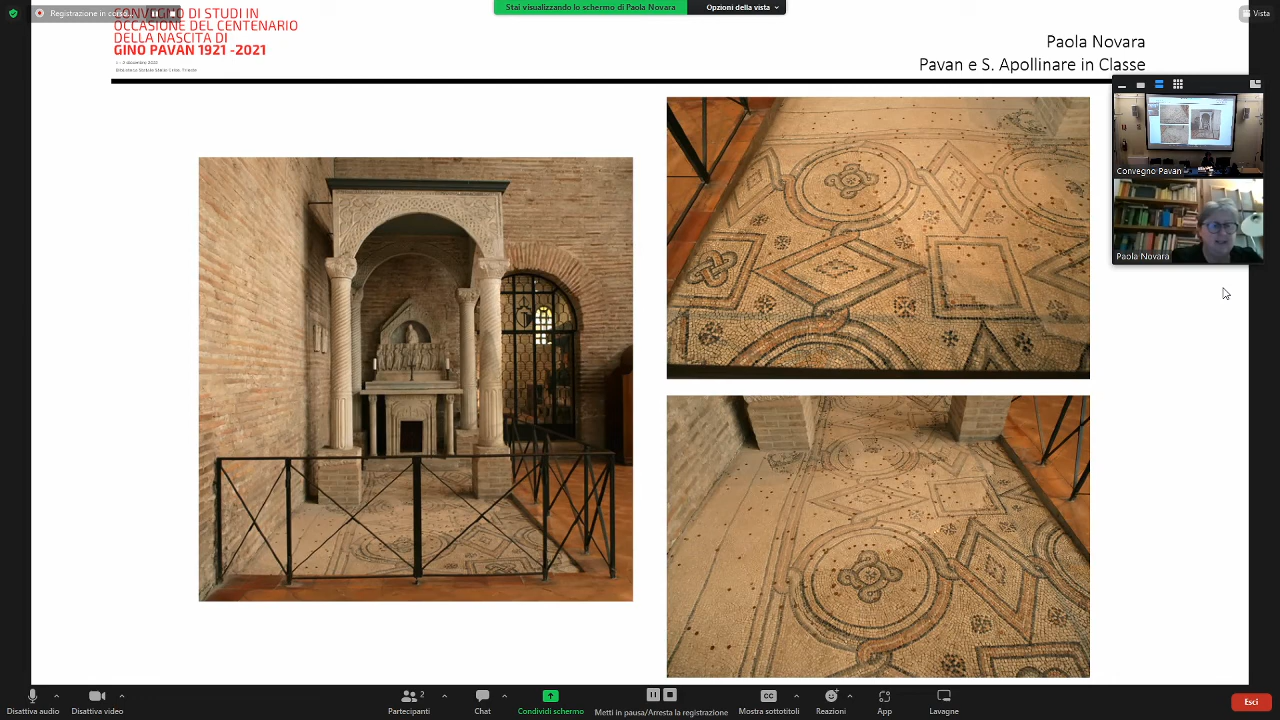 Registrazione in corso...
Stai visualizzando lo schermo di Paola Novara
Opzioni della vista
Vista
CONVEGNO DI STUDI IN
OCCASIONE DEL CENTENARIO
DELLA NASCITA DI
GINO PAVAN 1921 -2021
Paola Novara
Pavan e S. Apollinare in Classe
Convegno Pavan
Paola Novara
Disattiva audio
Disattiva video
2
Partecipanti
Chat
Condividi schermo
Metti in pausa/Arresta la registrazione
CC
Mostra sottotitoli
Reazioni
App
Lavagne
Esci